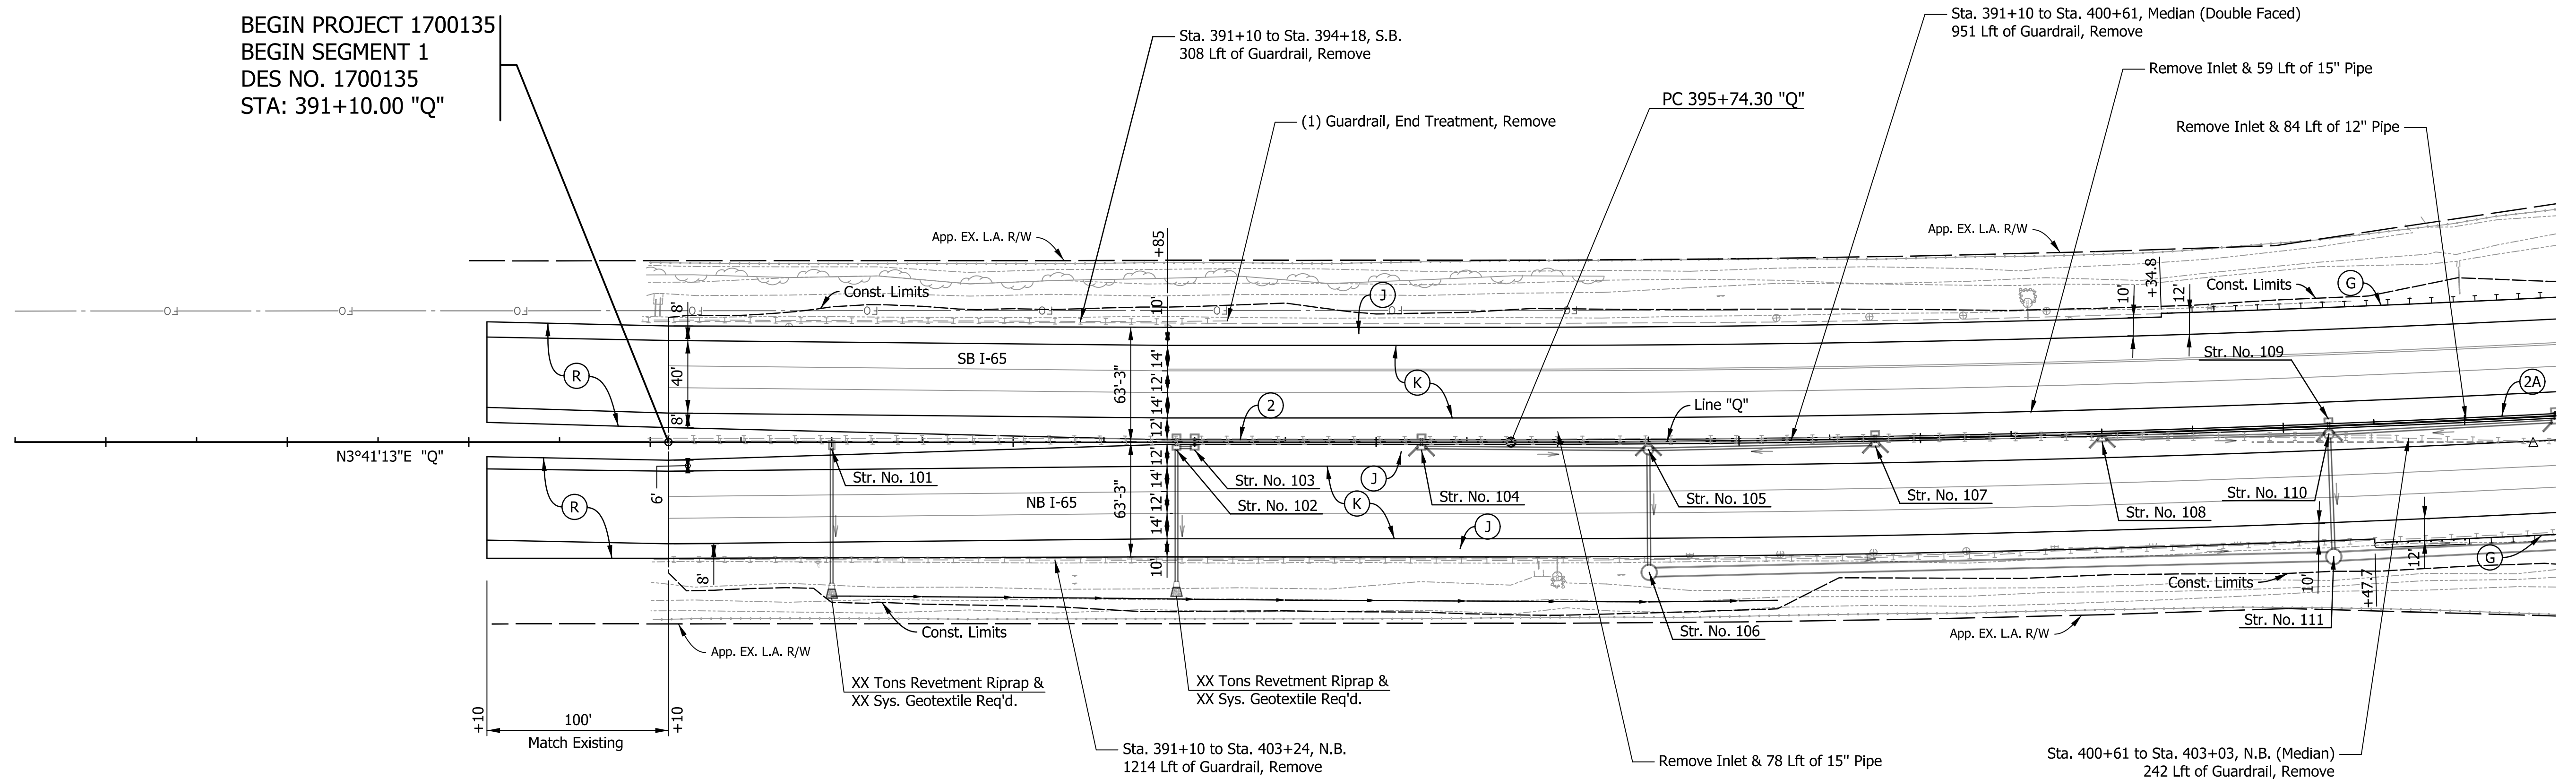 BEGIN PROJECT 1700135
BEGIN SEGMENT 1
DES NO. 1700135
STA: 391+10.00 "Q"
Sta. 391+10 to Sta. 394+18, S.B.
308 Lft of Guardrail, Remove
(1) Guardrail, End Treatment, Remove
PC 395+74.30 "Q"
Sta. 391+10 to Sta. 400+61, Median (Double Faced)
951 Lft of Guardrail, Remove
Remove Inlet & 59 Lft of 15" Pipe
Remove Inlet & 84 Lft of 12" Pipe
App. EX. L.A. R/W
+85
App. EX. L.A. R/W
+34.8
Const. Limits
8'
10'
J
10'
12'
Const. Limits
G
FO
FO
FO
FO
FO
FO
FO
FO
FO
SB I-65
R
40'
8'
63'-3"
14'
12'
14'
12'
K
2
Line "Q"
Str. No. 109
2A
N3°41'13"E "Q"
6'
Str. No. 101
Str. No. 103
Str. No. 102
J
K
Str. No. 104
Str. No. 105
Str. No. 107
Str. No. 108
Str. No. 110
R
NB I-65
63'-3"
12'
14'
12'
14'
10'
J
8'
10'
+47.7
12'
G
Const. Limits
Const. Limits
App. EX. L.A. R/W
Str. No. 106
App. EX. L.A. R/W
Str. No. 111
XX Tons Revetment Riprap &
XX Sys. Geotextile Req'd.
XX Tons Revetment Riprap &
XX Sys. Geotextile Req'd.
+10
100'
+10
Match Existing
Sta. 391+10 to Sta. 403+24, N.B.
1214 Lft of Guardrail, Remove
Remove Inlet & 78 Lft of 15" Pipe
Sta. 400+61 to Sta. 403+03, N.B. (Median)
242 Lft of Guardrail, Remove